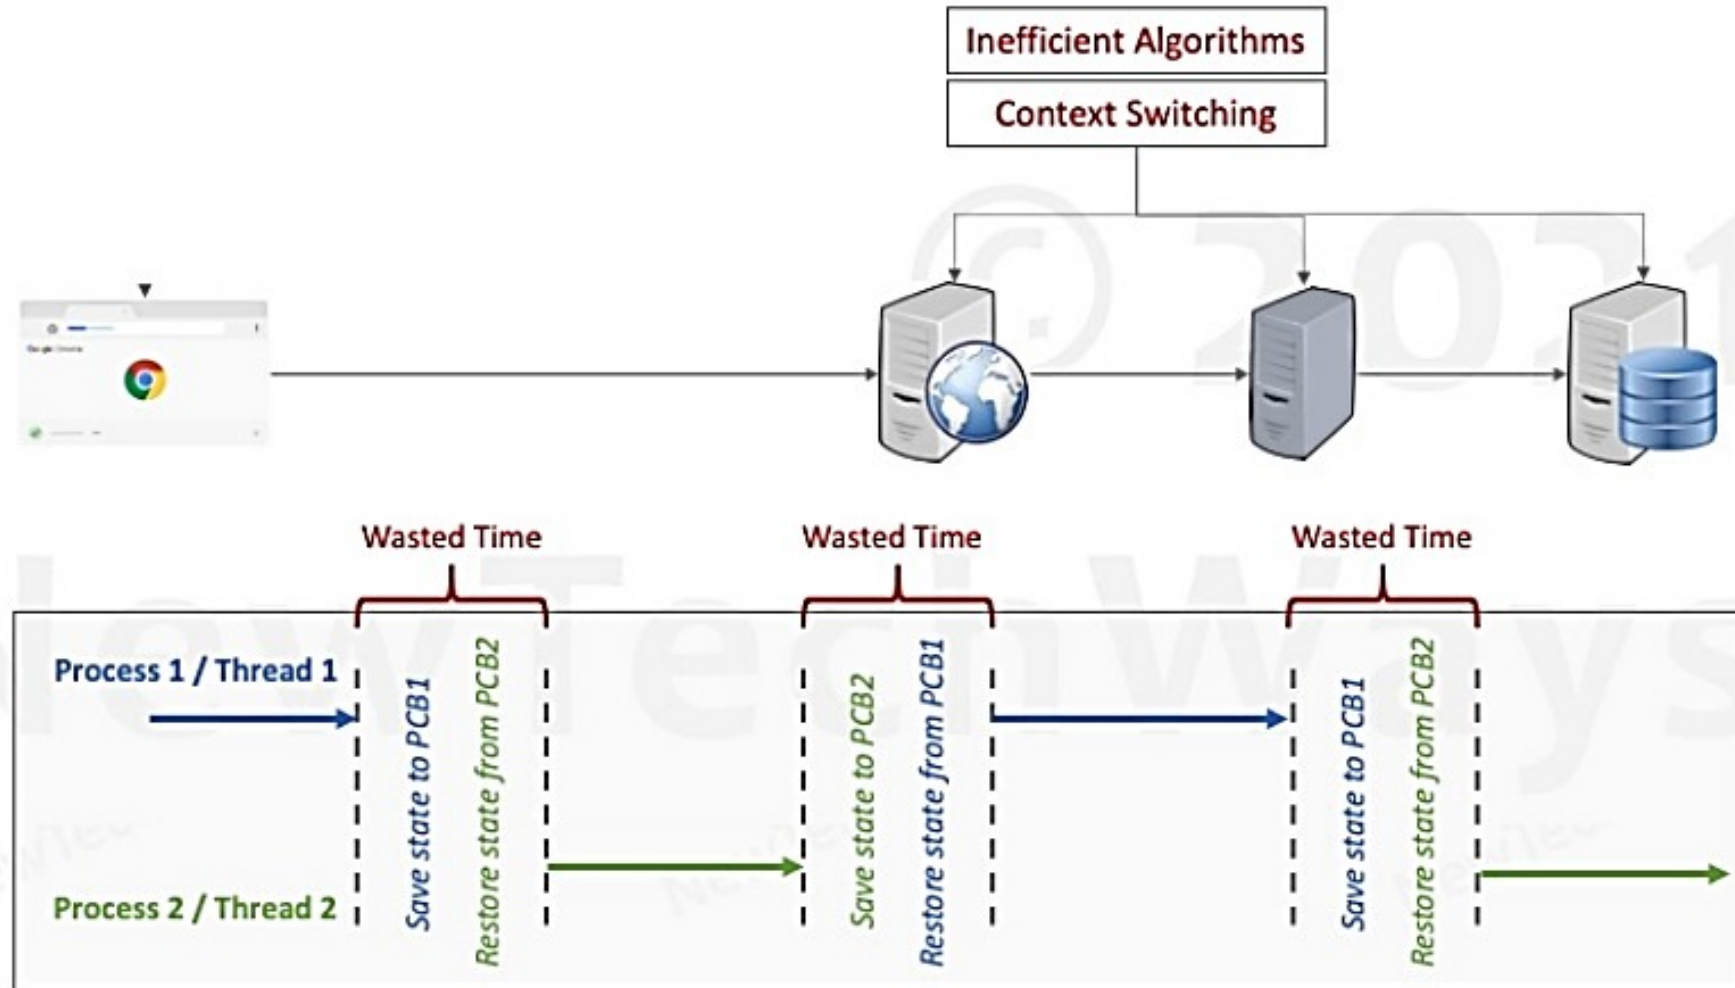 Inefficient Algorithms
Context Switching
© 2021
Wasted Time
Wasted Time
Wasted Time
NewTechWays
Process 1 / Thread 1
Save state to PCB1
Restore state from PCB2
Save state to PCB2
Restore state from PCB1
Save state to PCB1
Restore state from PCB2
Process 2 / Thread 2